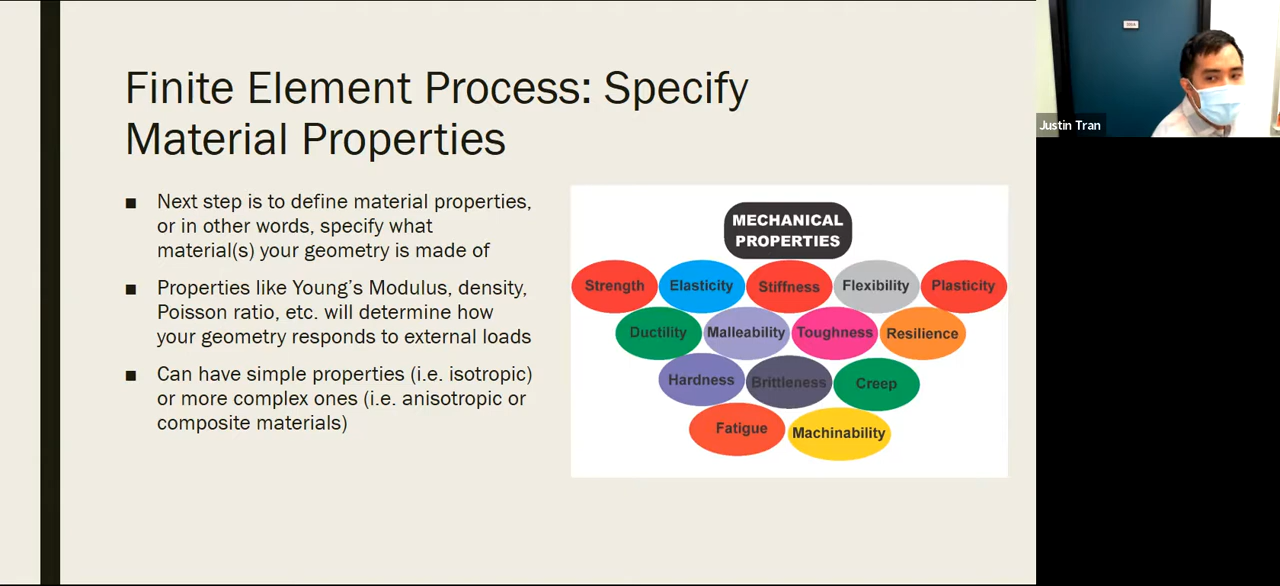 Finite Element Process: Specify
Material Properties
■ Next step is to define material properties,
or in other words, specify what
material(s) your geometry is made of
■ Properties like Young's Modulus, density,
Poisson ratio, etc. will determine how
your geometry responds to external loads
■ Can have simple properties (i.e. isotropic)
or more complex ones (i.e. anisotropic or
composite materials)
MECHANICAL
PROPERTIES
Strength Elasticity Stiffness Flexibility Plasticity
Ductility Malleability Toughness Resilience
Hardness Brittleness Creep
Fatigue Machinability
Justin Tran